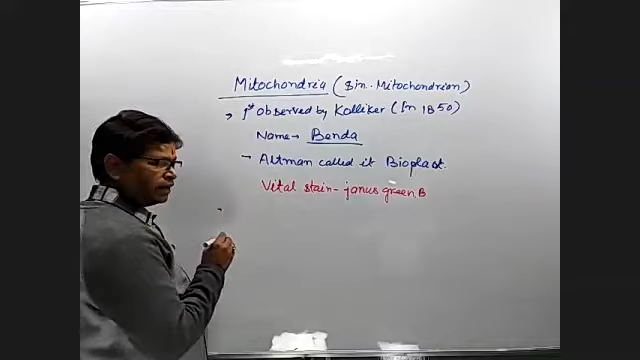 Mitochondria (Sin. Mitochondrion)
→ 1st Observed by Kolliker (In 1850)
Name → Benda
→ Altman called it Bioplast.
Vital stain - janus green.B